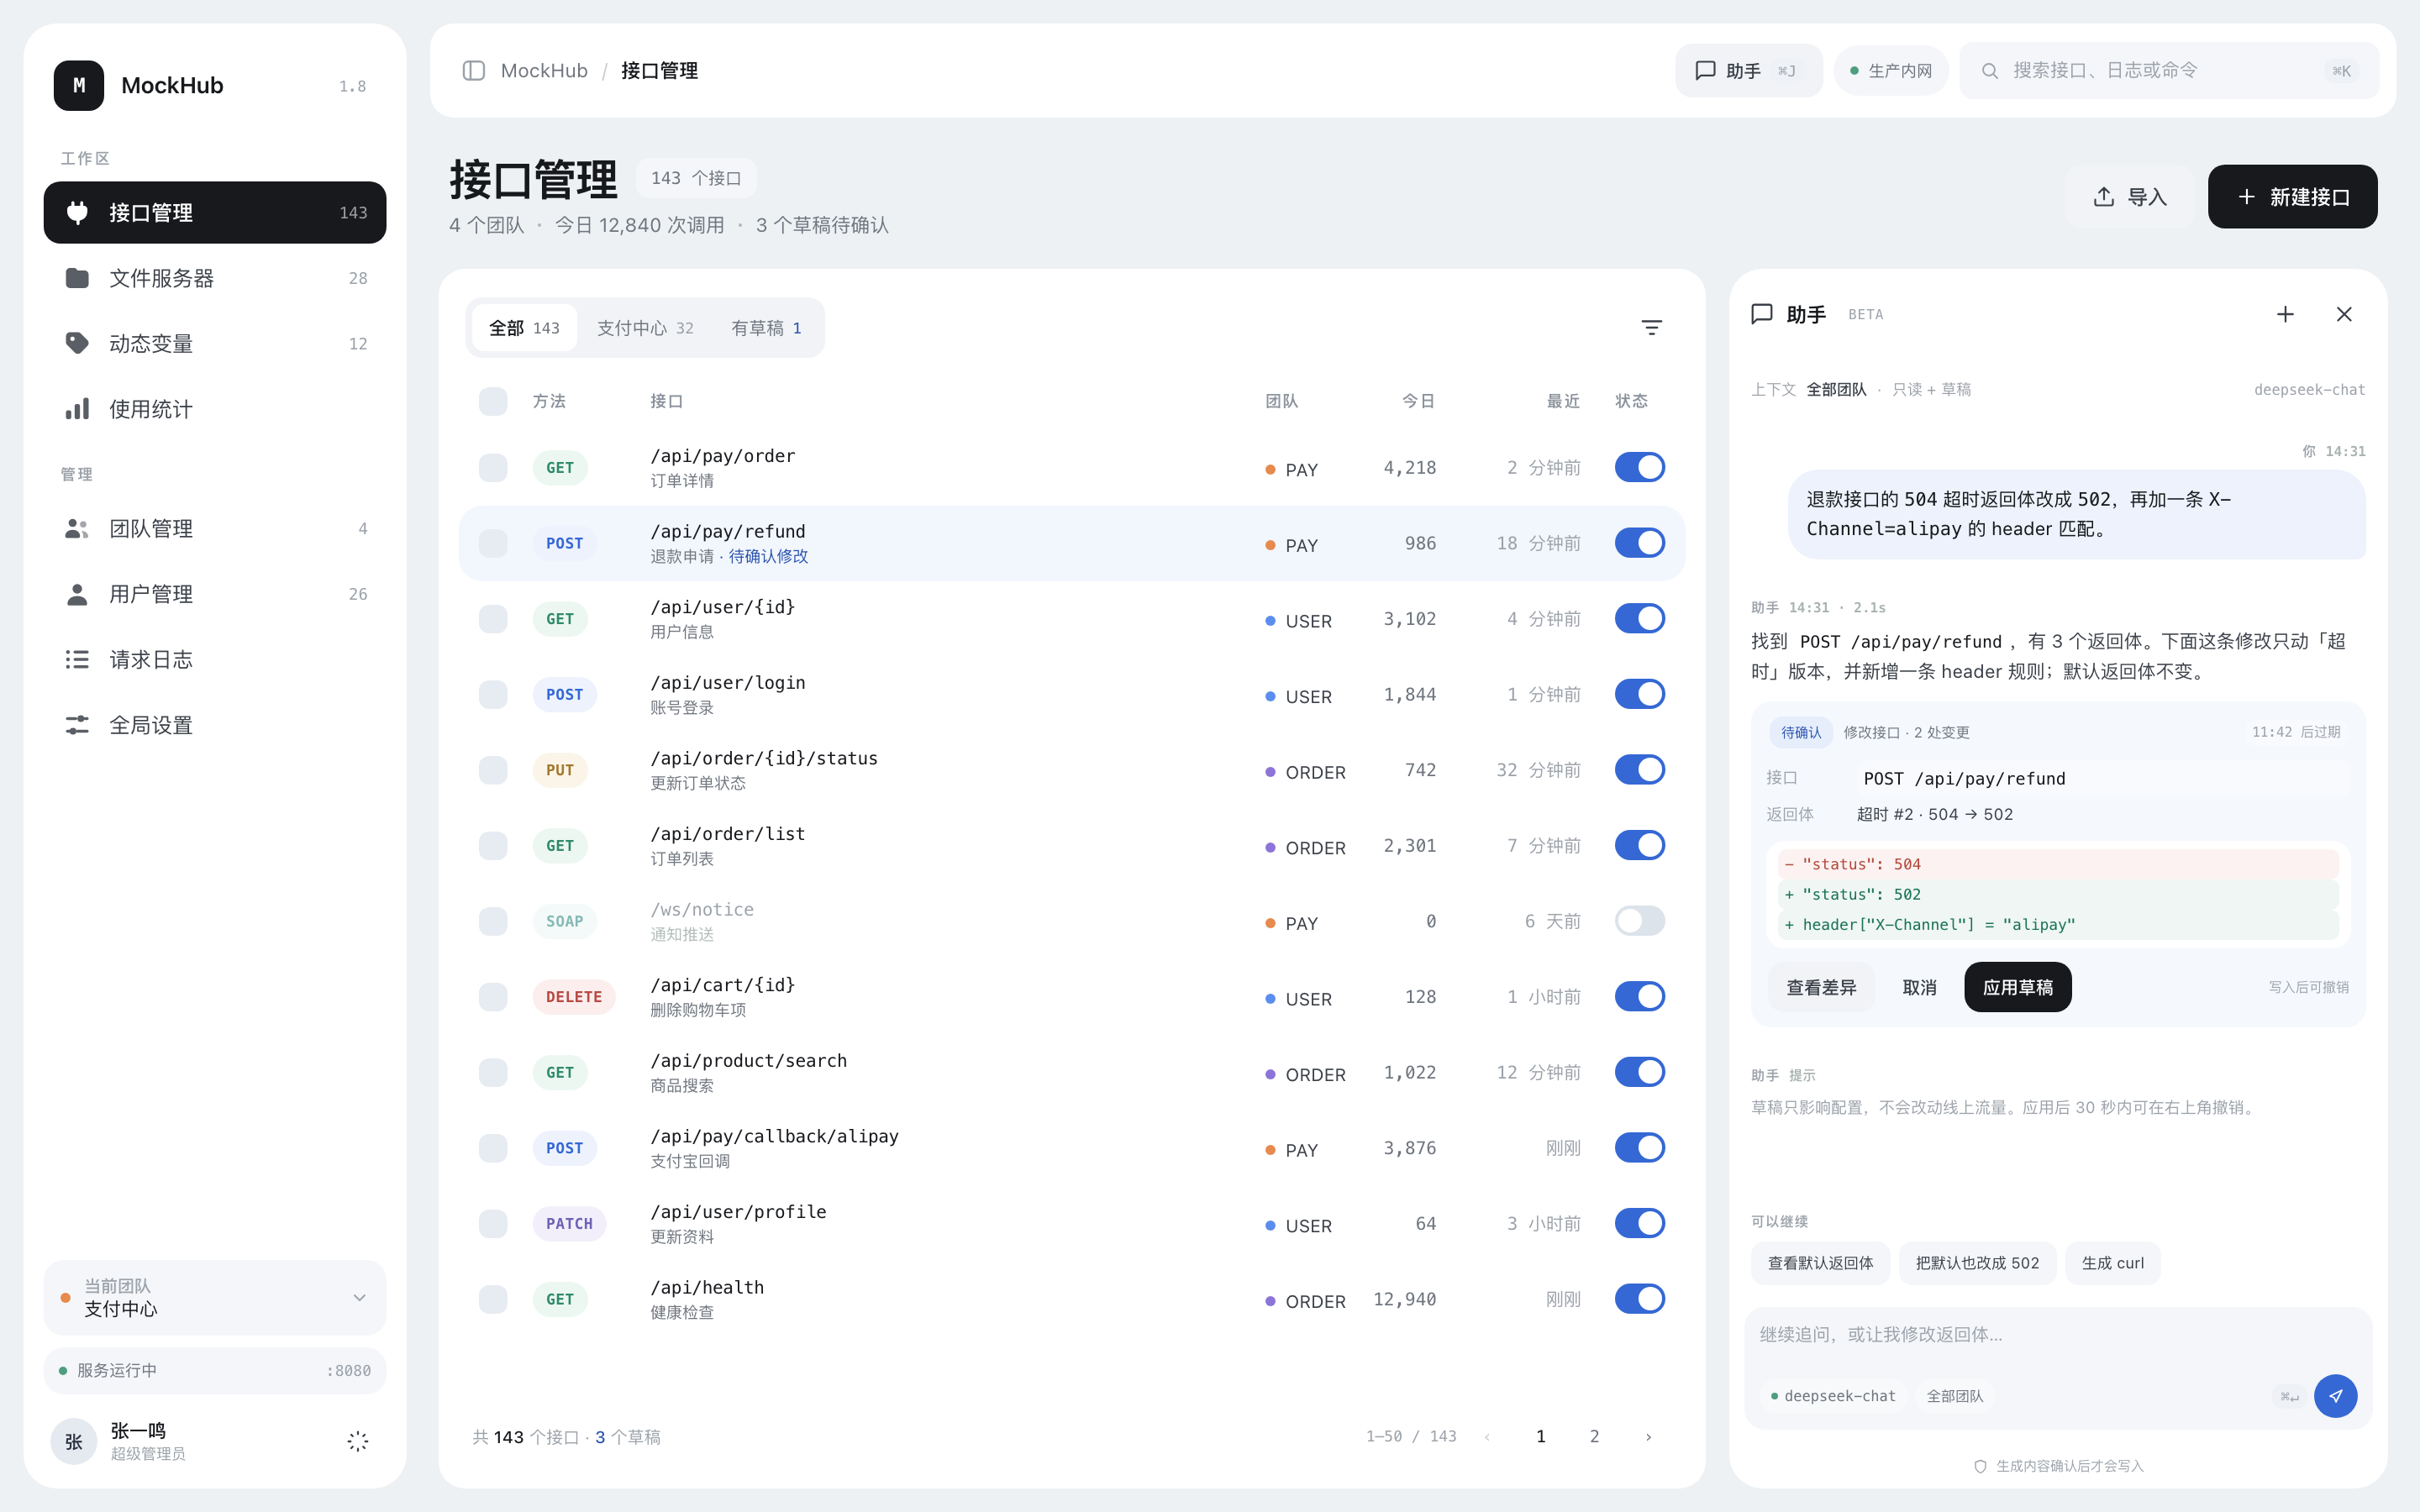 M MockHub 1.8
工作区
接口管理 143
文件服务器 28
动态变量 12
使用统计
管理
团队管理 4
用户管理 26
请求日志
全局设置
当前团队
支付中心
服务运行中 :8080
张 张一鸣
超级管理员
MockHub / 接口管理
助手 ⌘J
生产内网
搜索接口、日志或命令 ⌘K
接口管理 143 个接口
4 个团队 · 今日 12,840 次调用 · 3 个草稿待确认
导入
+ 新建接口
全部 143 支付中心 32 有草稿 1
方法 接口 团队 今日 最近 状态
GET /api/pay/order PAY 4,218 2 分钟前
订单详情
POST /api/pay/refund PAY 986 18 分钟前
退款申请 · 待确认修改
GET /api/user/{id} USER 3,102 4 分钟前
用户信息
POST /api/user/login USER 1,844 1 分钟前
账号登录
PUT /api/order/{id}/status ORDER 742 32 分钟前
更新订单状态
GET /api/order/list ORDER 2,301 7 分钟前
订单列表
SOAP /ws/notice PAY 0 6 天前
通知推送
DELETE /api/cart/{id} USER 128 1 小时前
删除购物车项
GET /api/product/search ORDER 1,022 12 分钟前
商品搜索
POST /api/pay/callback/alipay PAY 3,876 刚刚
支付宝回调
PATCH /api/user/profile USER 64 3 小时前
更新资料
GET /api/health ORDER 12,940 刚刚
健康检查
共 143 个接口 · 3 个草稿
1–50 / 143 ‹ 1 2 ›
助手 BETA
上下文 全部团队 · 只读 + 草稿 deepseek-chat
你 14:31
退款接口的 504 超时返回体改成 502，再加一条 X-
Channel=alipay 的 header 匹配。
助手 14:31 · 2.1s
找到 POST /api/pay/refund ，有 3 个返回体。下面这条修改只动「超
时」版本，并新增一条 header 规则；默认返回体不变。
待确认 修改接口 · 2 处变更 11:42 后过期
接口 POST /api/pay/refund
返回体 超时 #2 · 504 → 502
− "status": 504
+ "status": 502
+ header["X-Channel"] = "alipay"
查看差异 取消 应用草稿 写入后可撤销
助手 提示
草稿只影响配置，不会改动线上流量。应用后 30 秒内可在右上角撤销。
可以继续
查看默认返回体 把默认也改成 502 生成 curl
继续追问，或让我修改返回体…
deepseek-chat 全部团队 ⌘↵
生成内容确认后才会写入